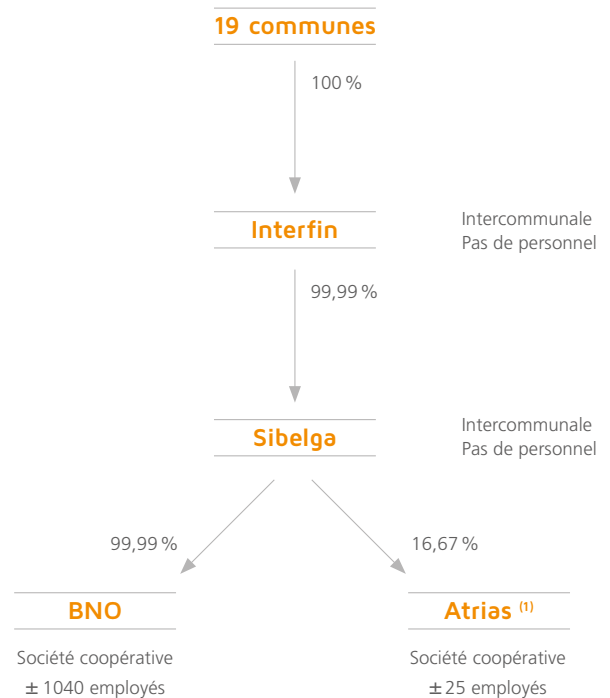 19 communes
100 %
Interfin
Intercommunale
Pas de personnel
99,99 %
Sibelga
Intercommunale
Pas de personnel
99,99 %
16,67 %
BNO
Atrias (1)
Société coopérative
± 1040 employés
Société coopérative
± 25 employés